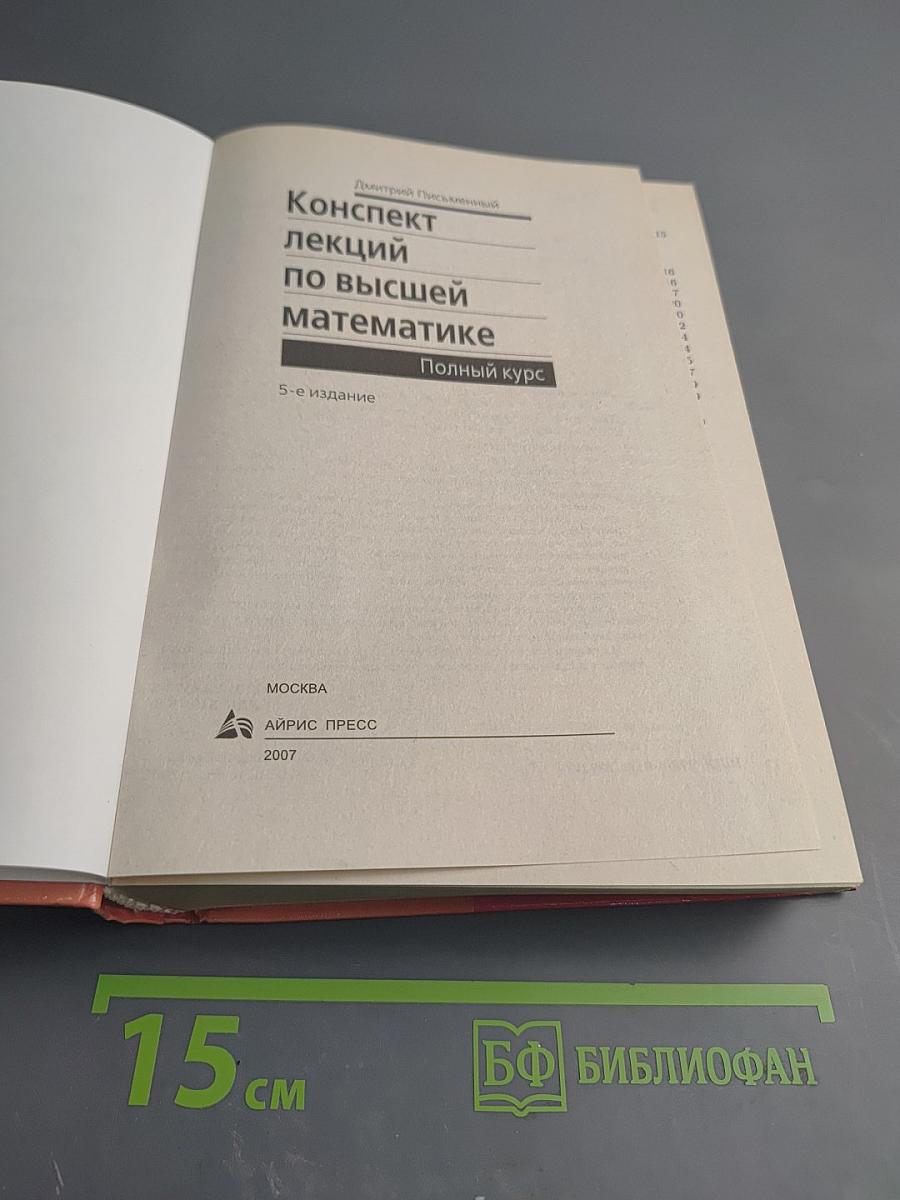 Дмитрий Письменный
Конспект
лекций
по высшей
математике
Полный курс
5-е издание
МОСКВА
АЙРИС ПРЕСС
2007
15 см
БФ БИБЛИОФАН